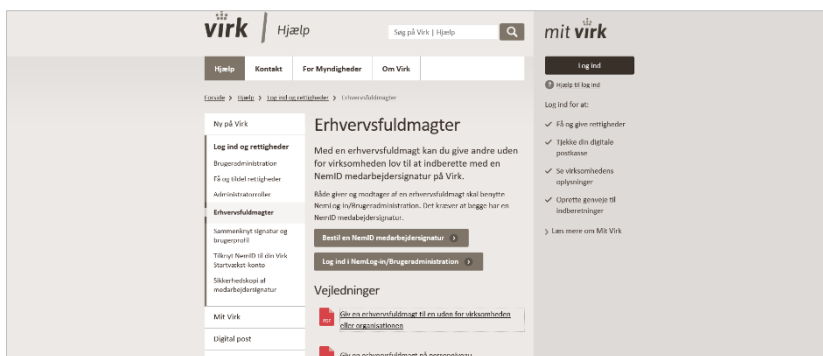 virk Hjælp
Søg på Virk | Hjælp
mit virk
Hjælp Kontakt For Myndigheder Om Virk
Log ind
Hjælp til log ind
Forside > Hjælp > Log ind og rettigheder > Erhvervsfuldmagter
Log ind for at:
Få og give rettigheder
Tjekke din digitale
postkasse
Se virksomhedens
oplysninger
Oprette genveje til
indberetninger
Læs mere om Mit Virk
Ny på Virk
Log ind og rettigheder
Brugeradministration
Få og tildel rettigheder
Administratorroller
Erhvervsfuldmagter
Sammenknyt signatur og
brugerprofil
Tilknyt NemID til din Virk
Startvækst-konto
Sikkerhedskopi af
medarbejdersignatur
Mit Virk
Digital post
Erhvervsfuldmagter
Med en erhvervsfuldmagt kan du give andre uden
for virksomheden lov til at indberette med en
NemID medarbejdersignatur på Virk.
Både giver og modtager af en erhvervsfuldmagt skal benytte
NemLog-in/Brugeradministration. Det kræver at begge har en
NemID medabejdersignatur.
Bestil en NemID medarbejdersignatur
Log ind i NemLog-in/Brugeradministration
Vejledninger
PDF
Giv en erhvervsfuldmagt til en uden for virksomheden
eller organisationen
Giv en erhvervsfuldmagt på personniveau